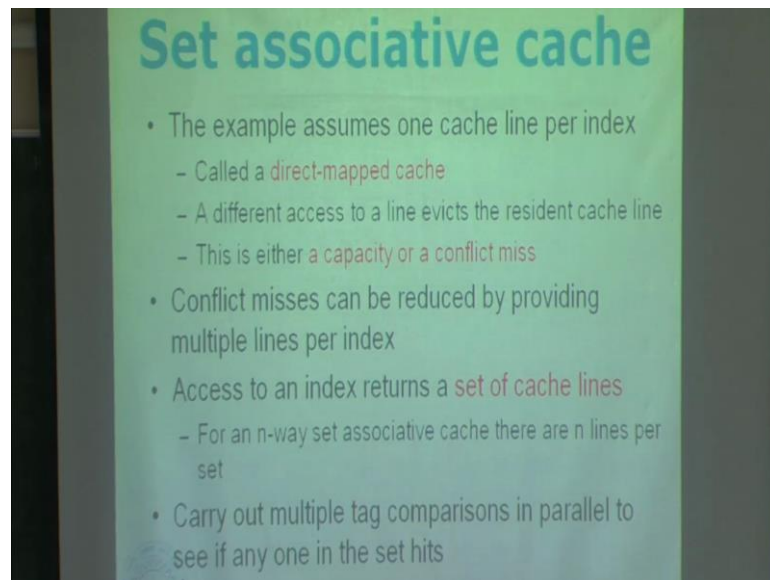 Set associative cache
• The example assumes one cache line per index
– Called a direct-mapped cache
– A different access to a line evicts the resident cache line
– This is either a capacity or a conflict miss
• Conflict misses can be reduced by providing
multiple lines per index
• Access to an index returns a set of cache lines
– For an n-way set associative cache there are n lines per
set
• Carry out multiple tag comparisons in parallel to
see if any one in the set hits